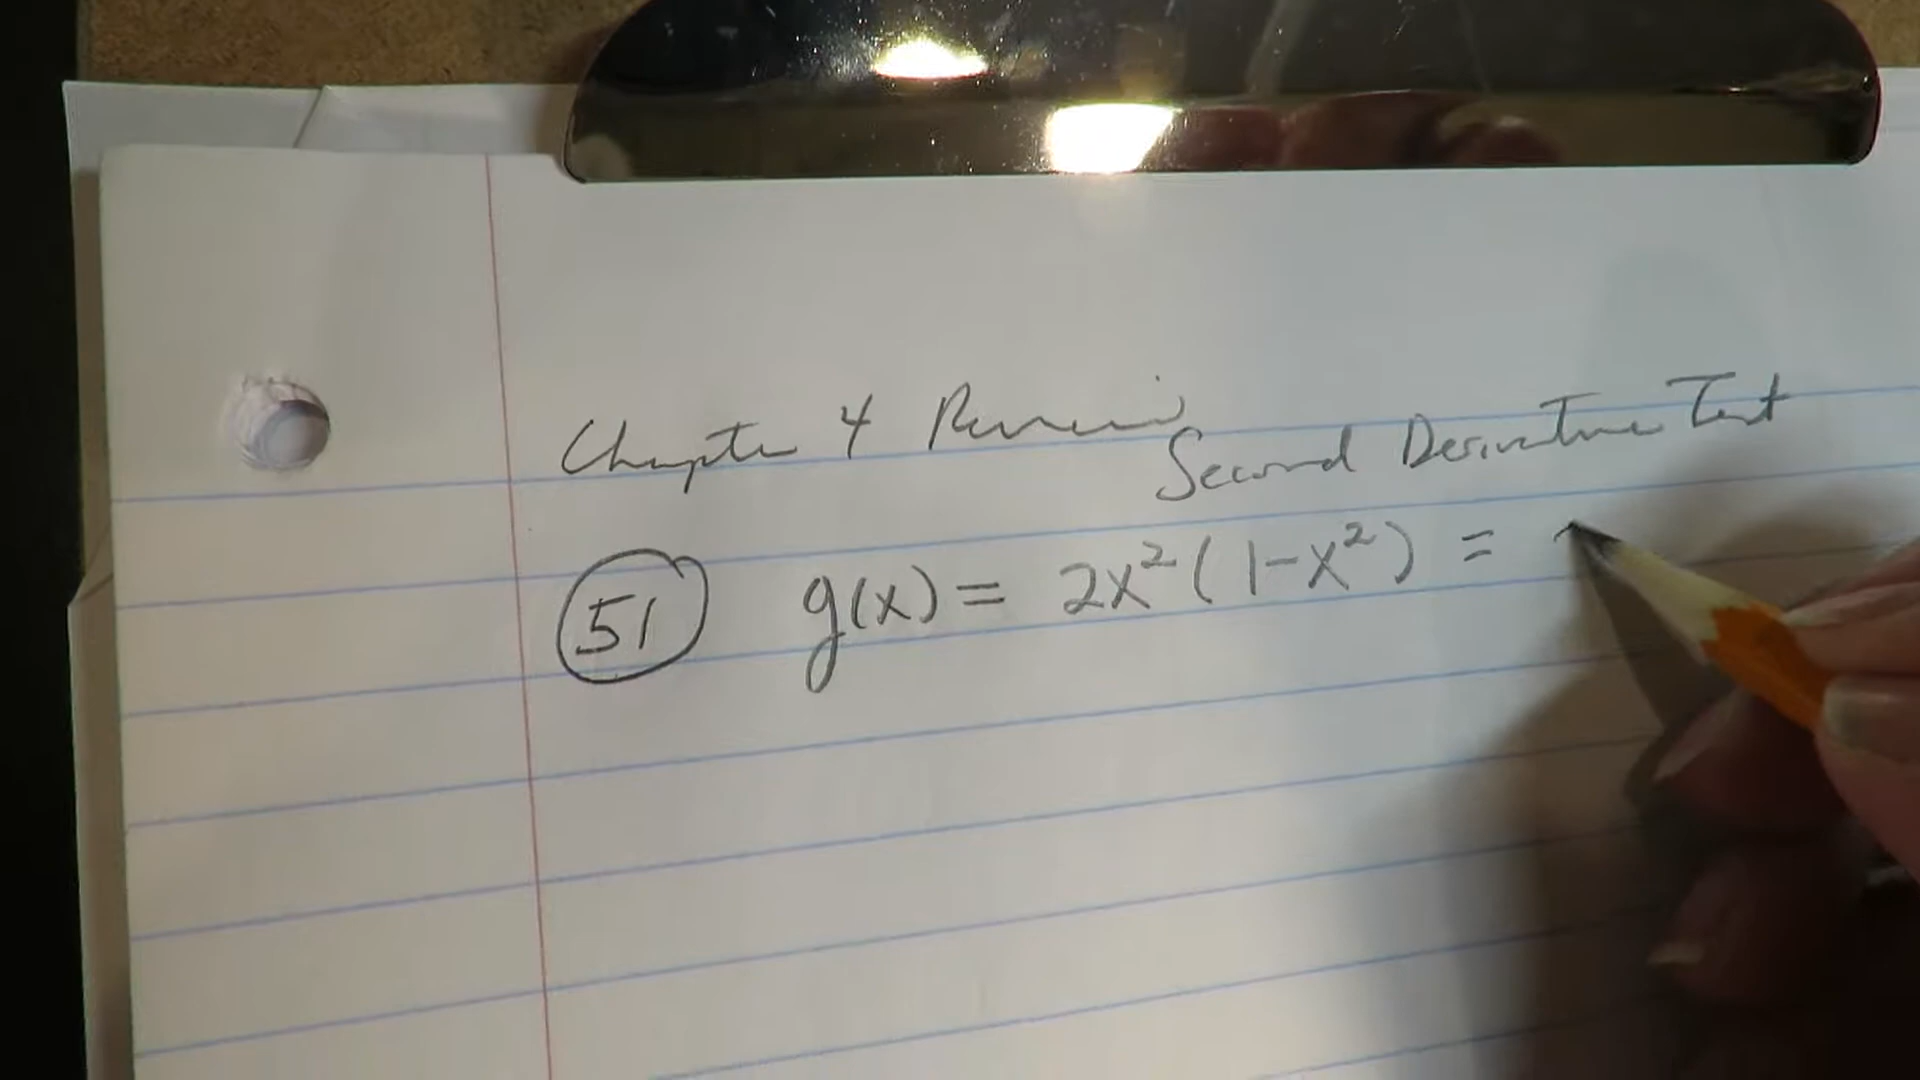 Chapter 4 Review
Second Derivative Test
51 g(x) = 2x²(1-x²) =